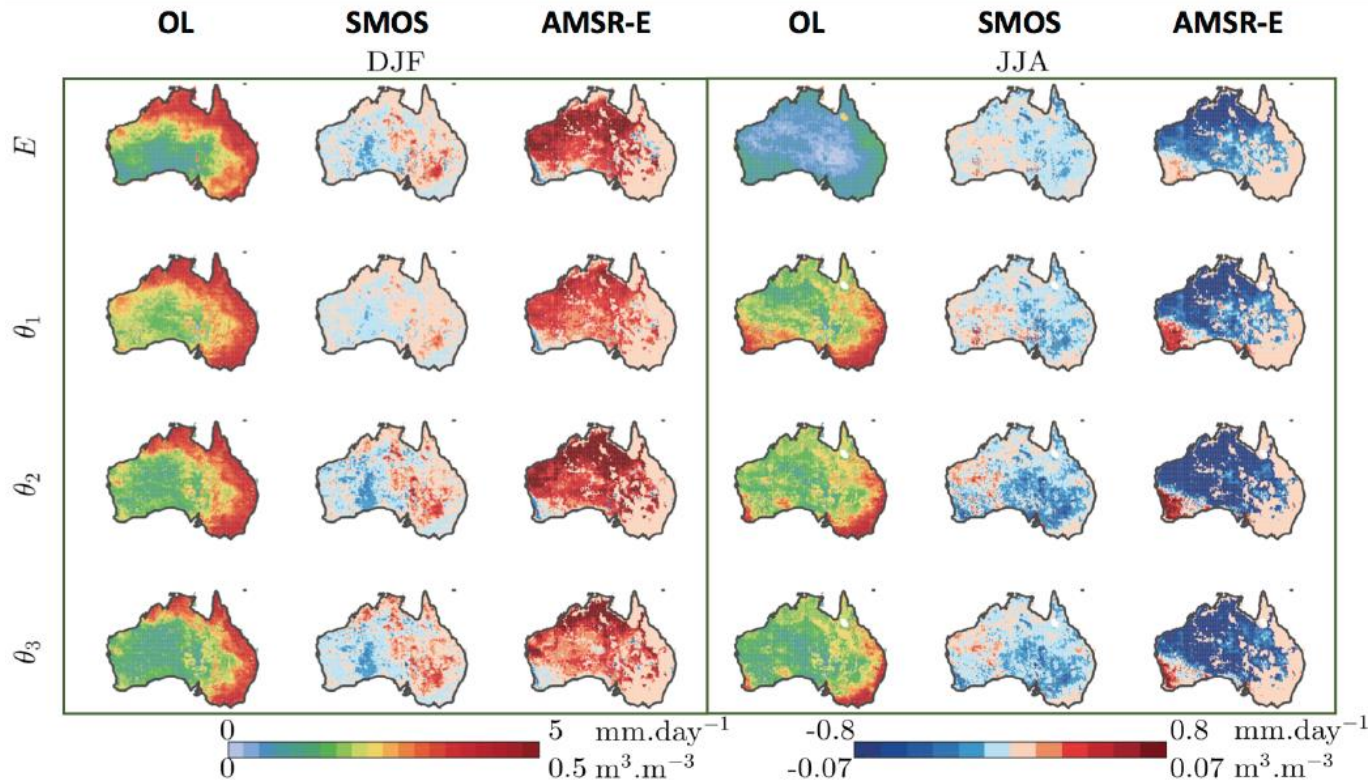 OL SMOS AMSR-E OL SMOS AMSR-E
DJF JJA
E
θ₁
θ₂
θ₃
0 5 mm.day⁻¹ -0.8 0.8 mm.day⁻¹
0 0.5 m³.m⁻³ -0.07 0.07 m³.m⁻³